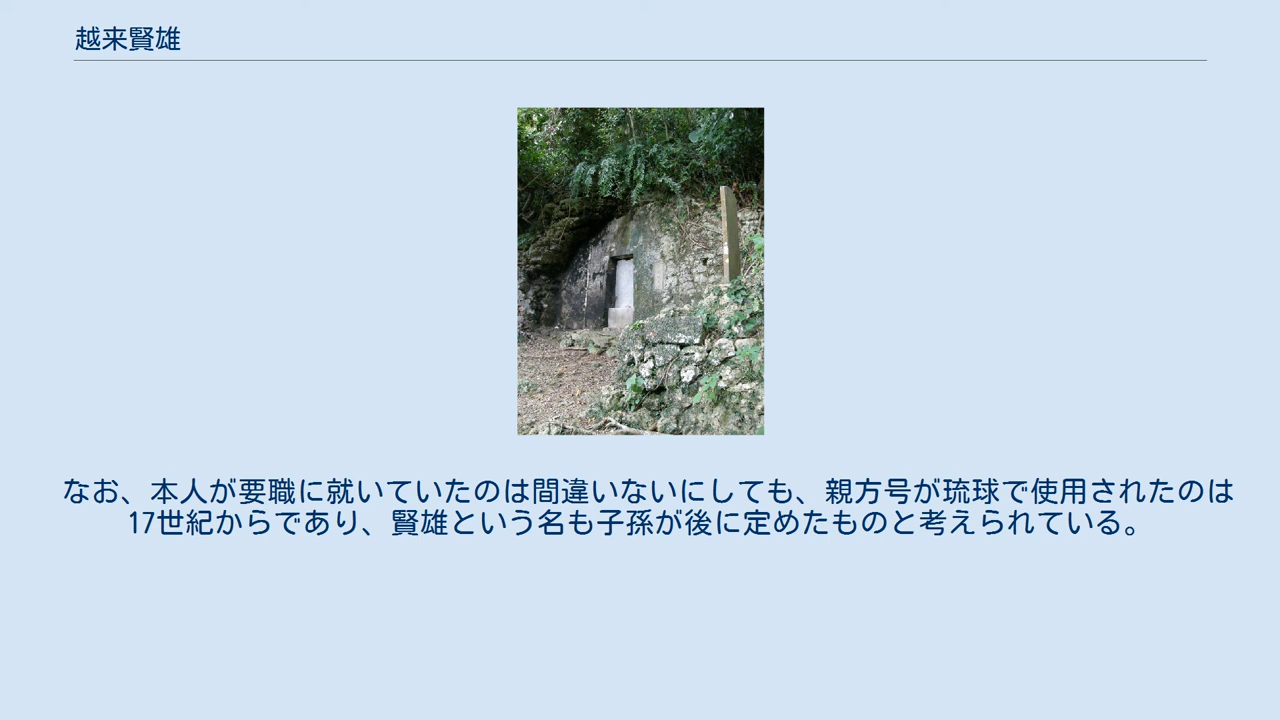 越来賢雄
なお、本人が要職に就いていたのは間違いないにしても、親方号が琉球で使用されたのは
17世紀からであり、賢雄という名も子孫が後に定めたものと考えられている。